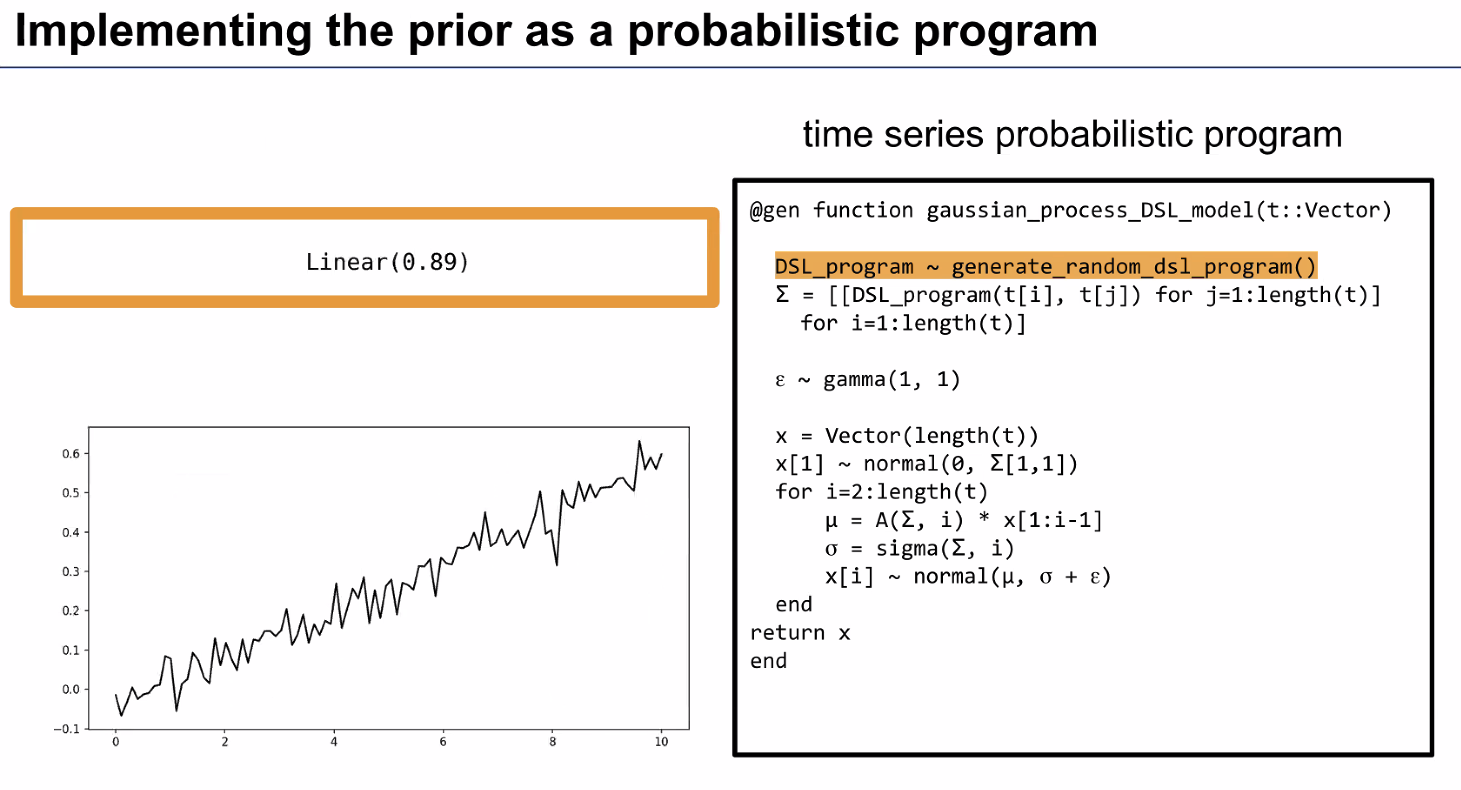 Implementing the prior as a probabilistic program
time series probabilistic program
Linear(0.89)
@gen function gaussian_process_DSL_model(t::Vector)
DSL_program ~ generate_random_dsl_program()
Σ = [[DSL_program(t[i], t[j]) for j=1:length(t)]
for i=1:length(t)]
ε ~ gamma(1, 1)
x = Vector(length(t))
x[1] ~ normal(0, Σ[1,1])
for i=2:length(t)
μ = A(Σ, i) * x[1:i-1]
σ = sigma(Σ, i)
x[i] ~ normal(μ, σ + ε)
end
return x
end
0.6
0.5
0.4
0.3
0.2
0.1
0.0
−0.1
0 2 4 6 8 10